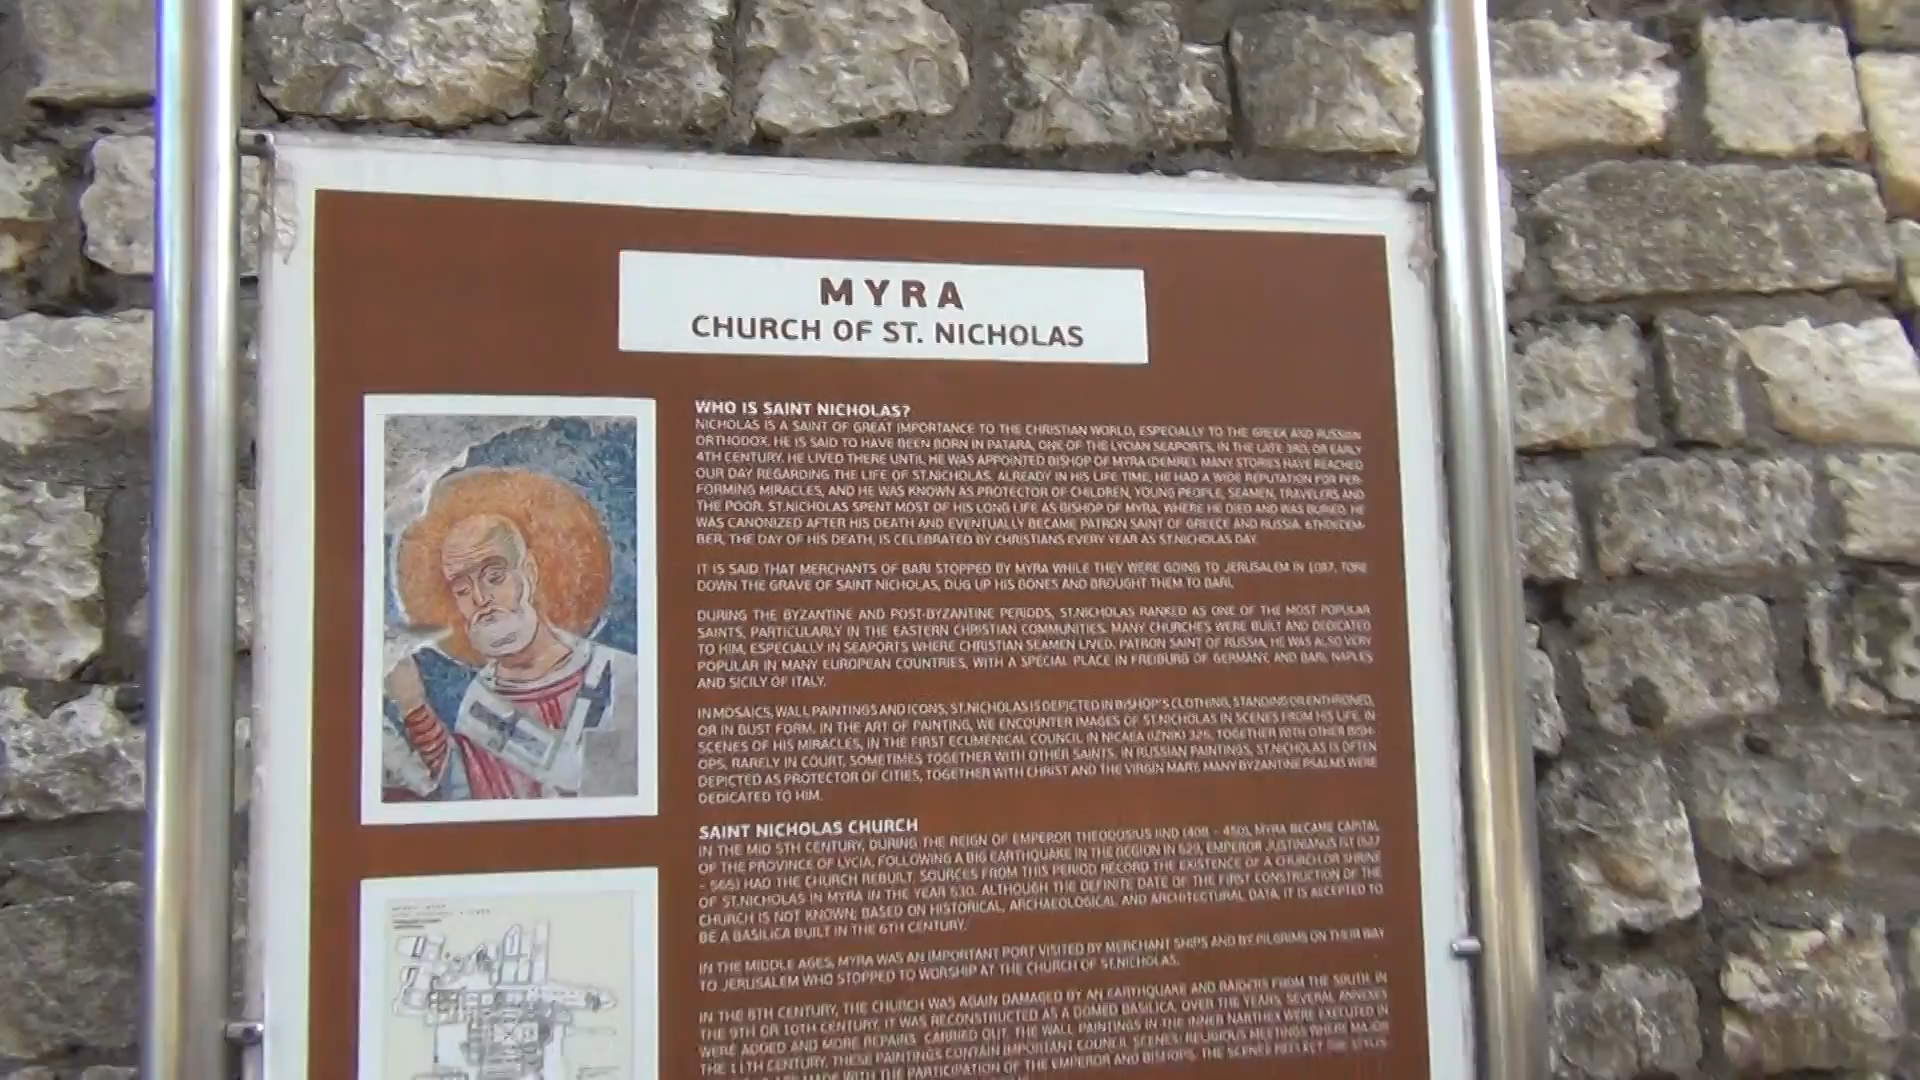 MYRA
CHURCH OF ST. NICHOLAS
WHO IS SAINT NICHOLAS?
NICHOLAS IS A SAINT OF GREAT IMPORTANCE TO THE CHRISTIAN WORLD, ESPECIALLY TO THE GREEK AND RUSSIAN
ORTHODOX. HE IS SAID TO HAVE BEEN BORN IN PATARA, ONE OF THE LYCIAN SEAPORTS, IN THE LATE 3RD, OR EARLY
4TH CENTURY. HE LIVED THERE UNTIL HE WAS APPOINTED BISHOP OF MYRA (DEMRE). MANY STORIES HAVE REACHED
OUR DAY REGARDING THE LIFE OF ST.NICHOLAS. ALREADY IN HIS LIFE TIME, HE HAD A WIDE REPUTATION FOR PER-
FORMING MIRACLES, AND HE WAS KNOWN AS PROTECTOR OF CHILDREN, YOUNG PEOPLE, SEAMEN, TRAVELERS AND
THE POOR. ST.NICHOLAS SPENT MOST OF HIS LONG LIFE AS BISHOP OF MYRA, WHERE HE DIED AND WAS BURIED. HE
WAS CANONIZED AFTER HIS DEATH AND EVENTUALLY BECAME PATRON SAINT OF GREECE AND RUSSIA. 6THDECEM-
BER, THE DAY OF HIS DEATH, IS CELEBRATED BY CHRISTIANS EVERY YEAR AS ST.NICHOLAS DAY.
IT IS SAID THAT MERCHANTS OF BARI STOPPED BY MYRA WHILE THEY WERE GOING TO JERUSALEM IN 1087, TORE
DOWN THE GRAVE OF SAINT NICHOLAS, DUG UP HIS BONES AND BROUGHT THEM TO BARI.
DURING THE BYZANTINE AND POST-BYZANTINE PERIODS, ST.NICHOLAS RANKED AS ONE OF THE MOST POPULAR
SAINTS, PARTICULARLY IN THE EASTERN CHRISTIAN COMMUNITIES. MANY CHURCHES WERE BUILT AND DEDICATED
TO HIM, ESPECIALLY IN SEAPORTS WHERE CHRISTIAN SEAMEN LIVED. PATRON SAINT OF RUSSIA, HE WAS ALSO VERY
POPULAR IN MANY EUROPEAN COUNTRIES, WITH A SPECIAL PLACE IN FREIBURG OF GERMANY, AND BARI, NAPLES
AND SICILY OF ITALY.
IN MOSAICS, WALL PAINTINGS AND ICONS, ST.NICHOLAS IS DEPICTED IN BISHOP'S CLOTHING, STANDING OR ENTHRONED,
OR IN BUST FORM. IN THE ART OF PAINTING, WE ENCOUNTER IMAGES OF ST.NICHOLAS IN SCENES FROM HIS LIFE, IN
SCENES OF HIS MIRACLES, IN THE FIRST ECUMENICAL COUNCIL IN NICAEA (IZNIK) 325, TOGETHER WITH OTHER BISH-
OPS, RARELY IN COURT, SOMETIMES TOGETHER WITH OTHER SAINTS. IN RUSSIAN PAINTINGS, ST.NICHOLAS IS OFTEN
DEPICTED AS PROTECTOR OF CITIES, TOGETHER WITH CHRIST AND THE VIRGIN MARY. MANY BYZANTINE PSALMS WERE
DEDICATED TO HIM.
SAINT NICHOLAS CHURCH
IN THE MID 5TH CENTURY, DURING THE REIGN OF EMPEROR THEODOSIUS IIND (408 - 450), MYRA BECAME CAPITAL
OF THE PROVINCE OF LYCIA. FOLLOWING A BIG EARTHQUAKE IN THE REGION IN 529, EMPEROR JUSTINIANUS IST (527
- 565) HAD THE CHURCH REBUILT. SOURCES FROM THIS PERIOD RECORD THE EXISTENCE OF A CHURCH OR SHRINE
OF ST.NICHOLAS IN MYRA IN THE YEAR 530. ALTHOUGH THE DEFINITE DATE OF THE FIRST CONSTRUCTION OF THE
CHURCH IS NOT KNOWN; BASED ON HISTORICAL, ARCHAEOLOGICAL AND ARCHITECTURAL DATA, IT IS ACCEPTED TO
BE A BASILICA BUILT IN THE 6TH CENTURY.
IN THE MIDDLE AGES, MYRA WAS AN IMPORTANT PORT VISITED BY MERCHANT SHIPS AND BY PILGRIMS ON THEIR WAY
TO JERUSALEM WHO STOPPED TO WORSHIP AT THE CHURCH OF ST.NICHOLAS.
IN THE 8TH CENTURY, THE CHURCH WAS AGAIN DAMAGED BY AN EARTHQUAKE AND RAIDERS FROM THE SOUTH. IN
THE 9TH OR 10TH CENTURY, IT WAS RECONSTRUCTED AS A DOMED BASILICA. OVER THE YEARS, SEVERAL ANNEXES
WERE ADDED AND MORE REPAIRS CARRIED OUT. THE WALL PAINTINGS IN THE INNER NARTHEX WERE EXECUTED IN
THE 11TH CENTURY. THESE PAINTINGS CONTAIN IMPORTANT COUNCIL SCENES; RELIGIOUS MEETINGS WHERE MAJOR
MADE WITH THE PARTICIPATION OF THE EMPEROR AND BISHOPS. THE SCENES REFLECT THE STYLES